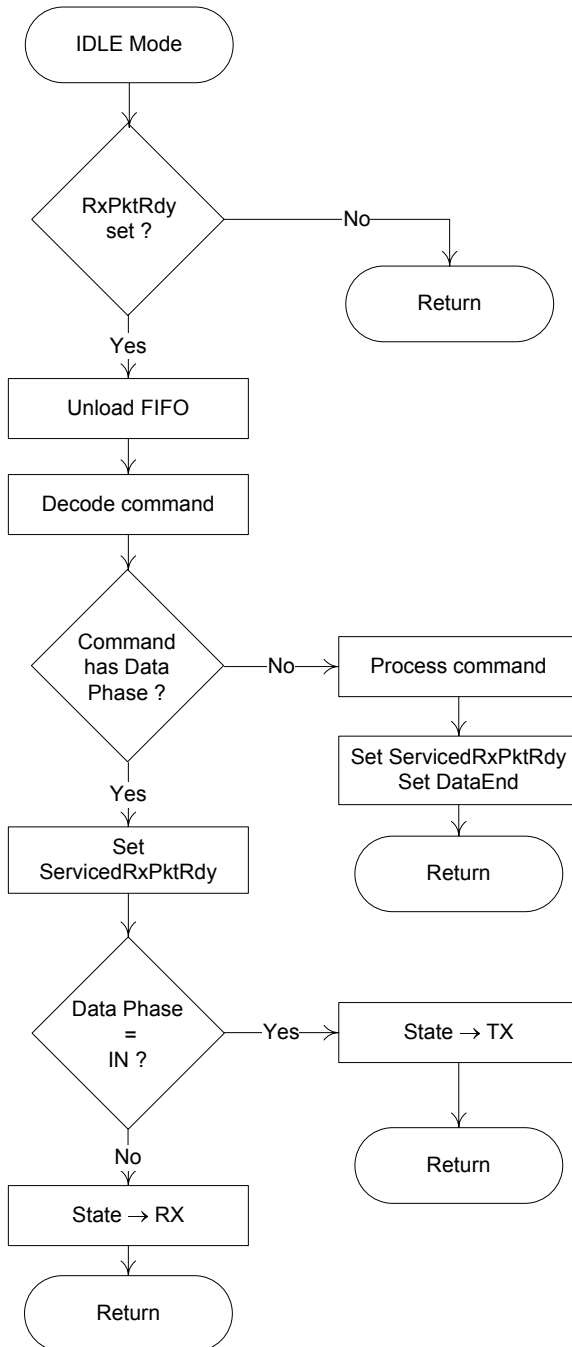 IDLE Mode
RxPktRdy
set ?
No
Return
Yes
Unload FIFO
Decode command
Command
has Data
Phase ?
No
Process command
Set ServicedRxPktRdy
Set DataEnd
Return
Yes
Set
ServicedRxPktRdy
Data Phase
=
IN ?
Yes
State → TX
Return
No
State → RX
Return